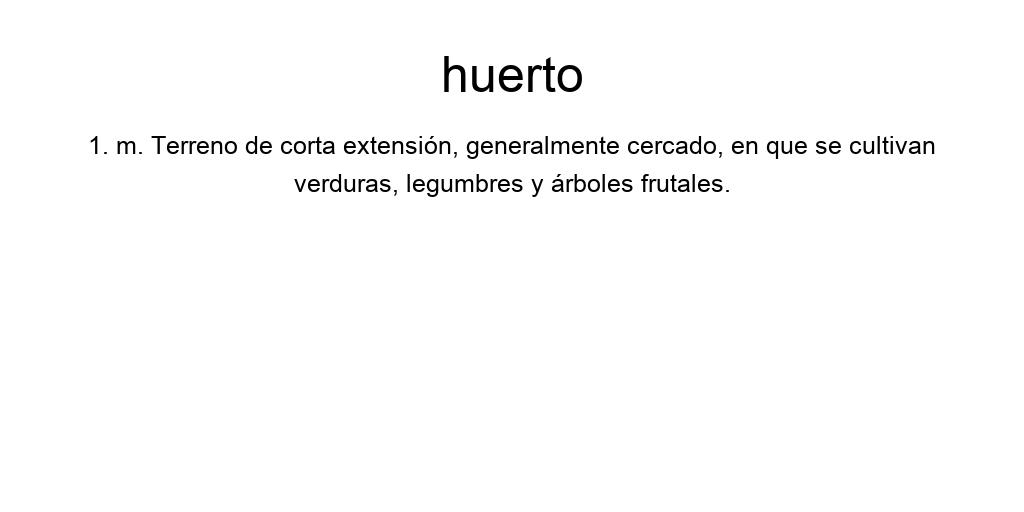 huerto
1. m. Terreno de corta extensión, generalmente cercado, en que se cultivan
verduras, legumbres y árboles frutales.